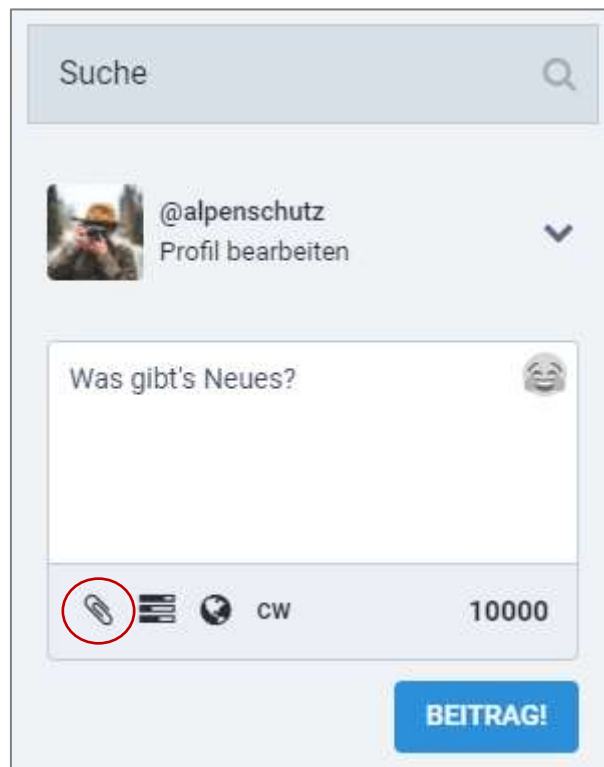 Suche
@alpenschutz
Profil bearbeiten
Was gibt's Neues?
CW 10000
BEITRAG!